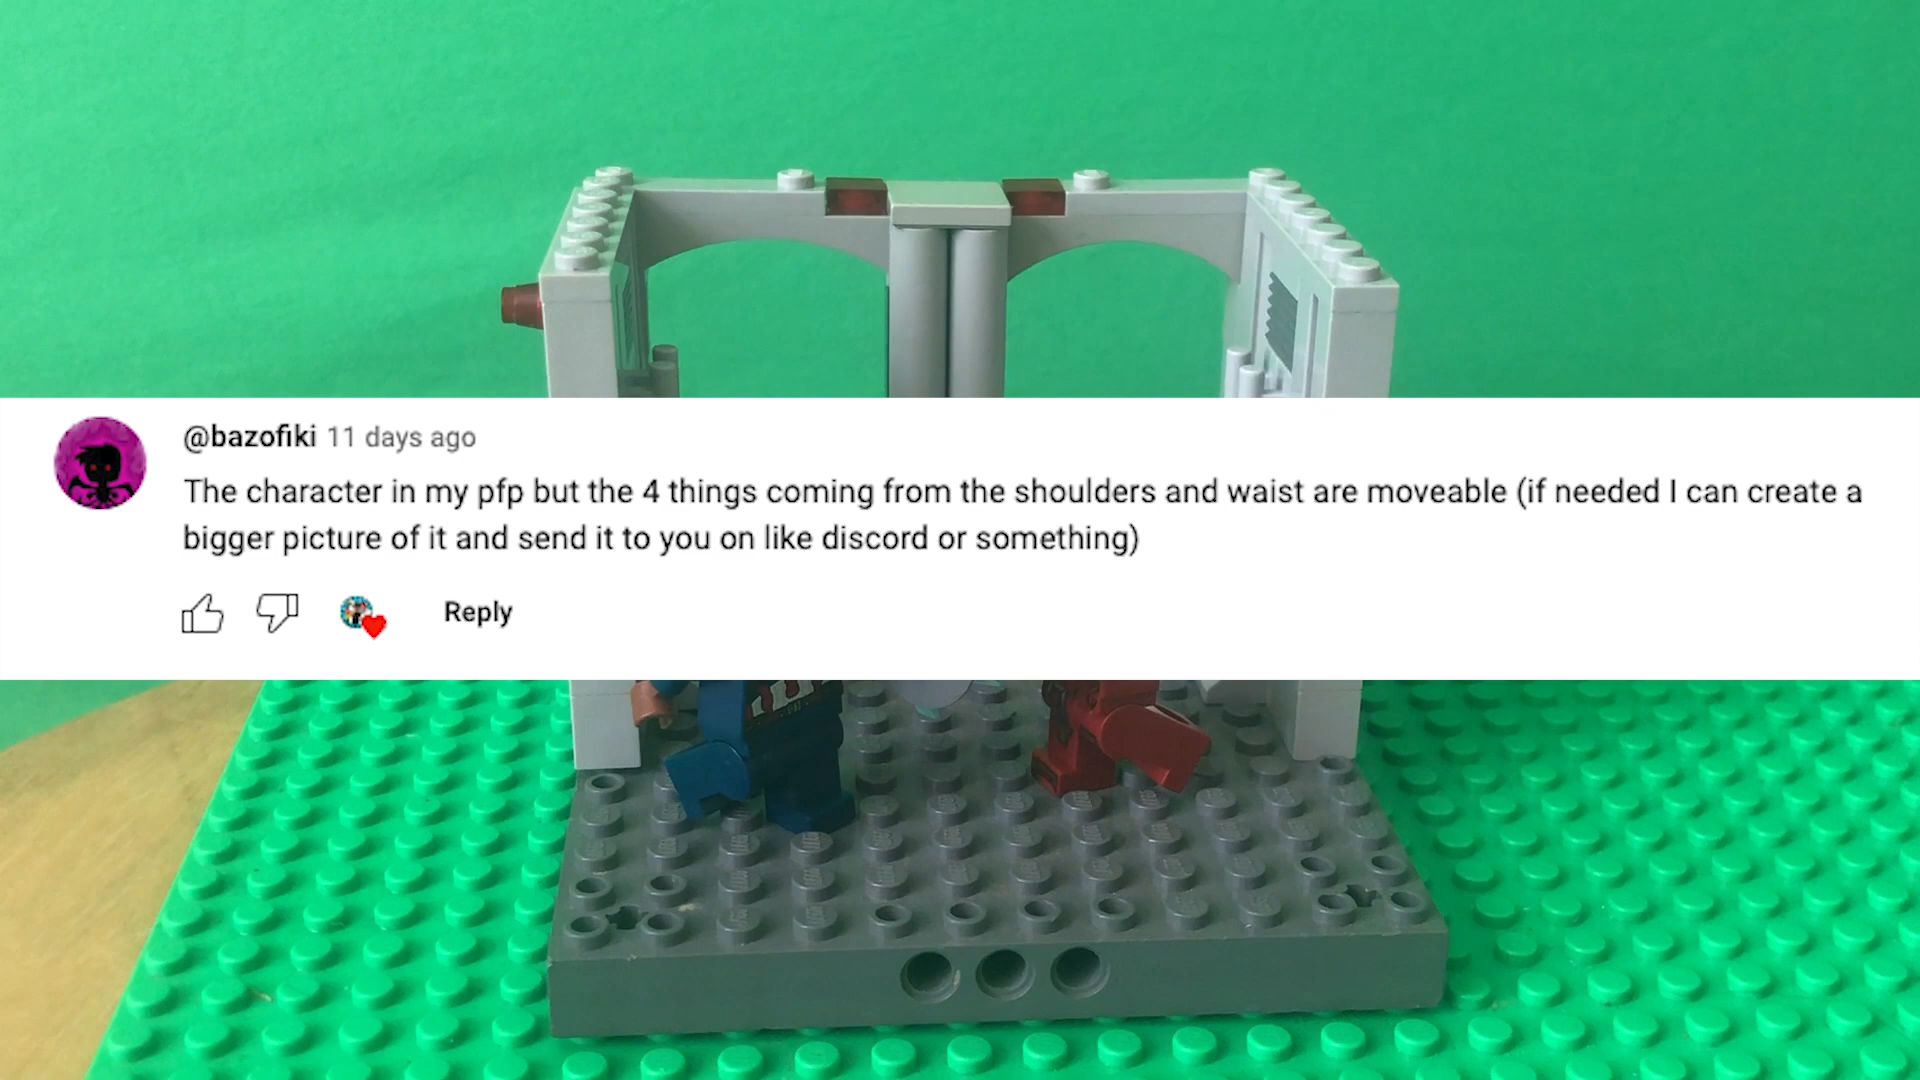 @bazofiki 11 days ago
The character in my pfp but the 4 things coming from the shoulders and waist are moveable (if needed I can create a
bigger picture of it and send it to you on like discord or something)
Reply